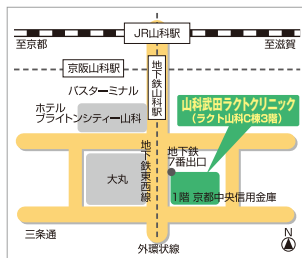 JR山科駅
至京都
至滋賀
京阪山科駅
地下鉄山科駅
バスターミナル
ホテル
ブライトンシティー山科
山科武田ラクトクリニック
(ラクト山科C棟3階)
地下鉄東西線
大丸
地下鉄
7番出口
1階 京都中央信用金庫
三条通
外環状線
N